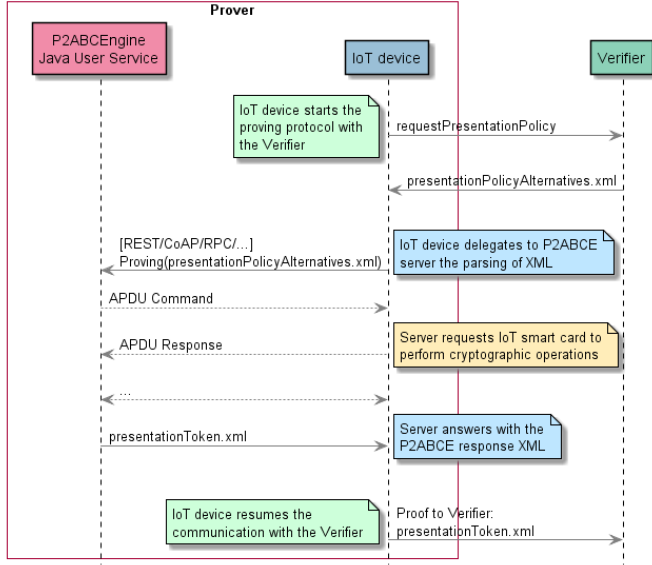 Prover
P2ABCEngine
Java User Service
IoT device
Verifier
IoT device starts the
proving protocol with
the Verifier
requestPresentationPolicy
presentationPolicyAlternatives.xml
[REST/CoAP/RPC/...]
Proving(presentationPolicyAlternatives.xml)
IoT device delegates to P2ABCE
server the parsing of XML
APDU Command
APDU Response
Server requests IoT smart card to
perform cryptographic operations
...
presentationToken.xml
Server answers with the
P2ABCE response XML
IoT device resumes the
communication with the Verifier
Proof to Verifier:
presentationToken.xml